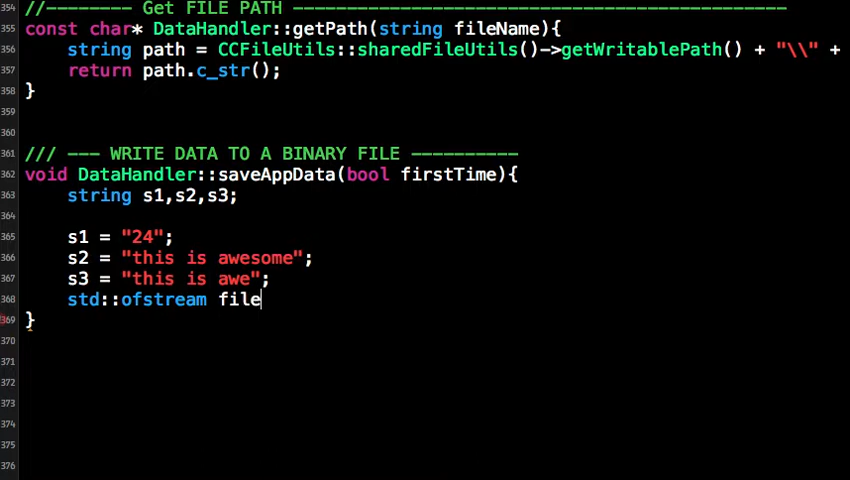 354 //-------- Get FILE PATH ----------------------------------------------
355 const char* DataHandler::getPath(string fileName){
356     string path = CCFileUtils::sharedFileUtils()->getWritablePath() + "\\" +
357     return path.c_str();
358 }
359
360
361 /// --- WRITE DATA TO A BINARY FILE ----------
362 void DataHandler::saveAppData(bool firstTime){
363     string s1,s2,s3;
364
365     s1 = "24";
366     s2 = "this is awesome";
367     s3 = "this is awe";
368     std::ofstream file
369 }
370
371
372
373
374
375
376